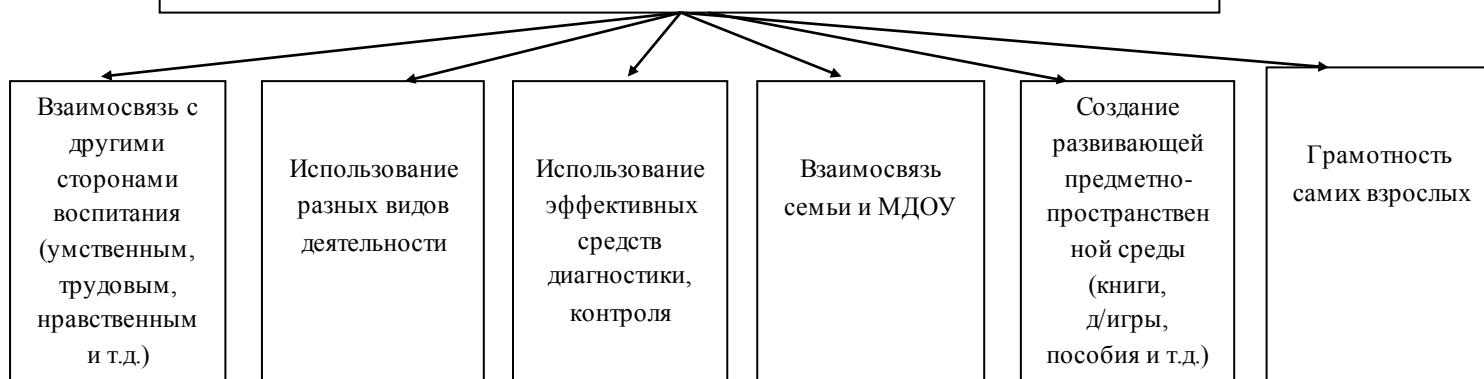 Взаимосвязь с
другими
сторонами
воспитания
(умственным,
трудовым,
нравственным
и т.д.)
Использование
разных видов
деятельности
Использование
эффективных
средств
диагностики,
контроля
Взаимосвязь
семьи и МДОУ
Создание
развивающей
предметно-
пространствен
ной среды
(книги,
д/игры,
пособия и т.д.)
Грамотность
самих взрослых